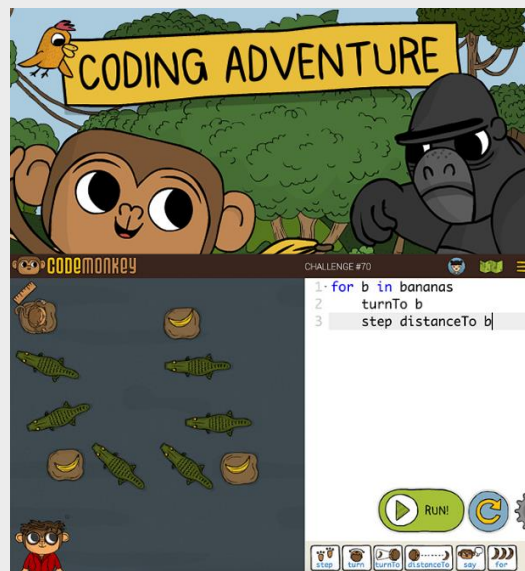 CODING ADVENTURE
CODEMONKEY
CHALLENGE #70
1 for b in bananas
2 turnTo b
3 step distanceTo b
RUN!
step turn turnTo distanceTo say for